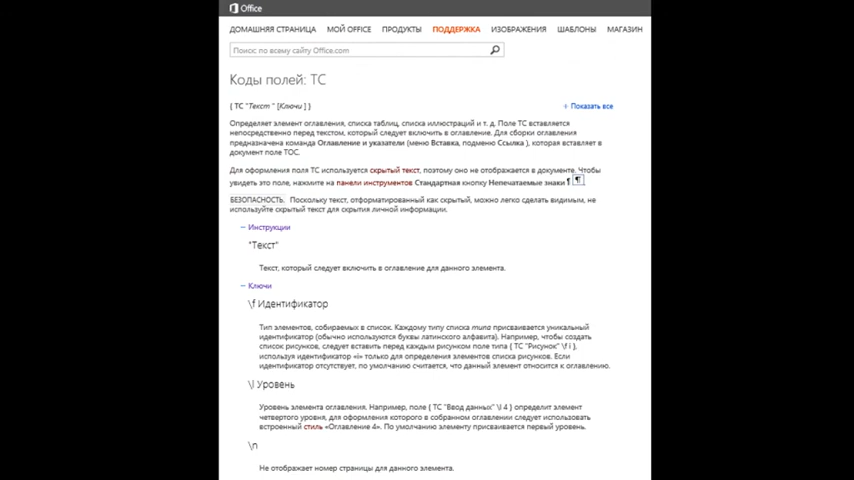 Office
ДОМАШНЯЯ СТРАНИЦА МОЙ OFFICE ПРОДУКТЫ ПОДДЕРЖКА ИЗОБРАЖЕНИЯ ШАБЛОНЫ МАГАЗИН
Поиск: по всему сайту Office.com
Коды полей: TC
{ TC "Текст " [Ключи ] }
+ Показать все
Определяет элемент оглавления, списка таблиц, списка иллюстраций и т. д. Поле TC вставляется
непосредственно перед текстом, который следует включить в оглавление. Для сборки оглавления
предназначена команда Оглавление и указатели (меню Вставка, подменю Ссылка ), которая вставляет в
документ поле TOC.
Для оформления поля TC используется скрытый текст, поэтому оно не отображается в документе. Чтобы
увидеть это поле, нажмите на панели инструментов Стандартная кнопку Непечатаемые знаки ¶ ¶ .
БЕЗОПАСНОСТЬ. Поскольку текст, отформатированный как скрытый, можно легко сделать видимым, не
используйте скрытый текст для скрытия личной информации.
− Инструкции
"Текст"
Текст, который следует включить в оглавление для данного элемента.
− Ключи
\f Идентификатор
Тип элементов, собираемых в список. Каждому типу списка типа присваивается уникальный
идентификатор (обычно используются буквы латинского алфавита). Например, чтобы создать
список рисунков, следует вставить перед каждым рисунком поле типа { TC "Рисунок" \f i },
используя идентификатор «i» только для определения элементов списка рисунков. Если
идентификатор отсутствует, по умолчанию считается, что данный элемент относится к оглавлению.
\l Уровень
Уровень элемента оглавления. Например, поле { TC "Ввод данных" \l 4 } определит элемент
четвертого уровня, для оформления которого в собранном оглавлении следует использовать
встроенный стиль «Оглавление 4». По умолчанию элементу присваивается первый уровень.
\n
Не отображает номер страницы для данного элемента.